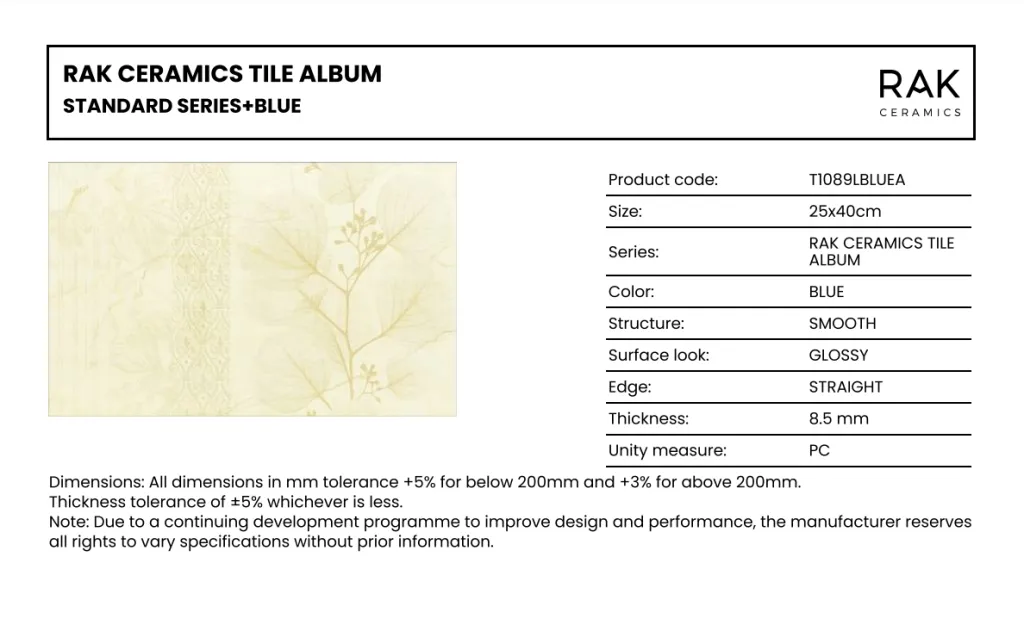 RAK CERAMICS TILE ALBUM
STANDARD SERIES+BLUE
RAK
CERAMICS
Product code: T1089LBLUEA
Size: 25x40cm
Series: RAK CERAMICS TILE
ALBUM
Color: BLUE
Structure: SMOOTH
Surface look: GLOSSY
Edge: STRAIGHT
Thickness: 8.5 mm
Unity measure: PC
Dimensions: All dimensions in mm tolerance +5% for below 200mm and +3% for above 200mm.
Thickness tolerance of ±5% whichever is less.
Note: Due to a continuing development programme to improve design and performance, the manufacturer reserves
all rights to vary specifications without prior information.